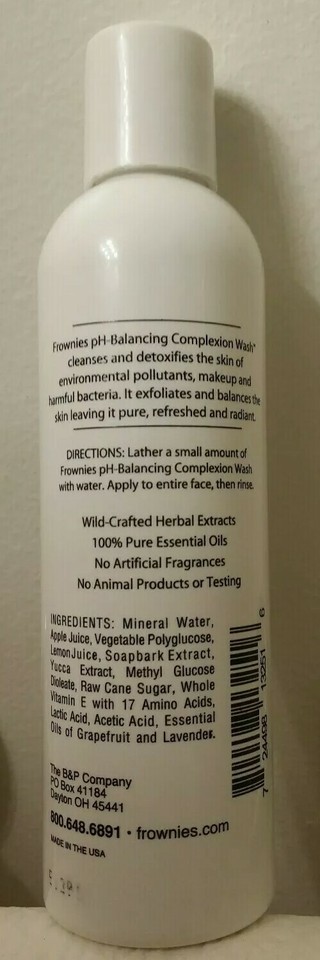 Frownies pH-Balancing Complexion Wash"
cleanses and detoxifies the skin of
environmental pollutants, makeup and
harmful bacteria. It exfoliates and balances the
skin leaving it pure, refreshed and radiant.
DIRECTIONS: Lather a small amount of
Frownies pH-Balancing Complexion Wash
with water. Apply to entire face, then rinse.
Wild-Crafted Herbal Extracts
100% Pure Essential Oils
No Artificial Fragrances
No Animal Products or Testing
INGREDIENTS: Mineral Water,
Apple Juice, Vegetable Polyglucose,
LemonJuice, Soapbark Extract,
Yucca Extract, Methyl Glucose
Dioleate, Raw Cane Sugar, Whole
Vitamin E with 17 Amino Acids,
Lactic Acid, Acetic Acid, Essential
Oils of Grapefruit and Lavender.
7 24498 13251 6
The B&P Company
PO Box 41184
Dayton OH 45441
800.648.6891 • frownies.com
MADE IN THE USA